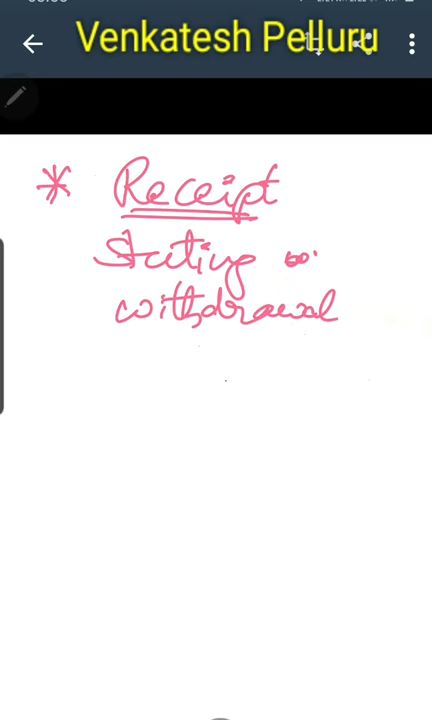 Venkatesh Pelluru
* Receipt
Stating
withdrawal